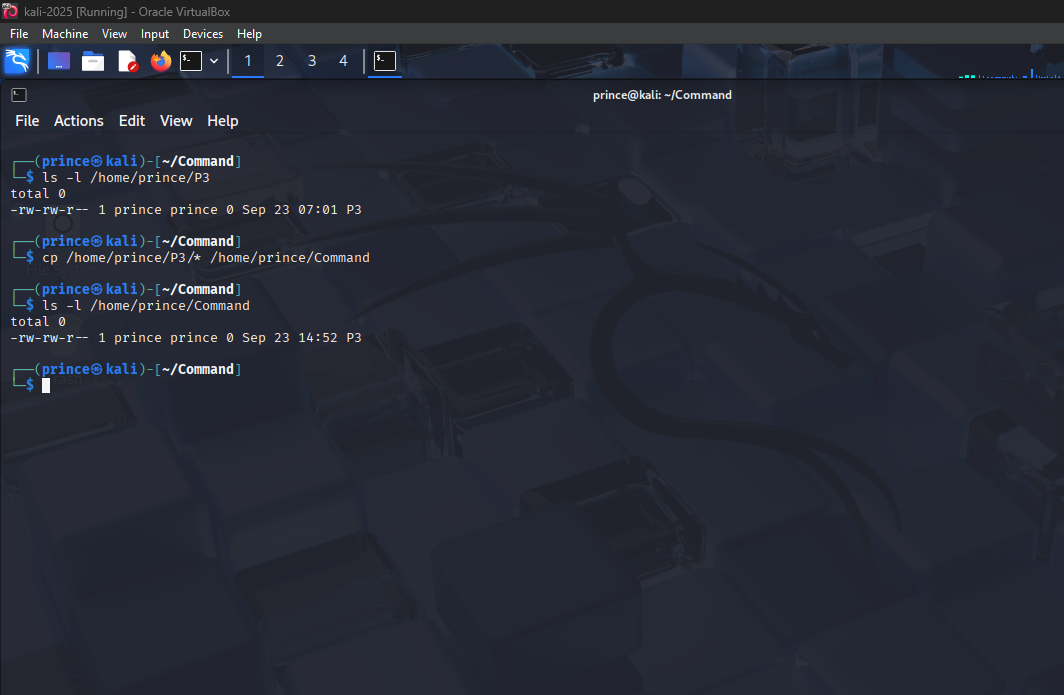 kali-2025 [Running] - Oracle VirtualBox
File Machine View Input Devices Help
1 2 3 4
prince@kali: ~/Command
File Actions Edit View Help
┌──(prince㉿kali)-[~/Command]
└─$ ls -l /home/prince/P3
total 0
-rw-rw-r-- 1 prince prince 0 Sep 23 07:01 P3
┌──(prince㉿kali)-[~/Command]
└─$ cp /home/prince/P3/* /home/prince/Command
┌──(prince㉿kali)-[~/Command]
└─$ ls -l /home/prince/Command
total 0
-rw-rw-r-- 1 prince prince 0 Sep 23 14:52 P3
┌──(prince㉿kali)-[~/Command]
└─$